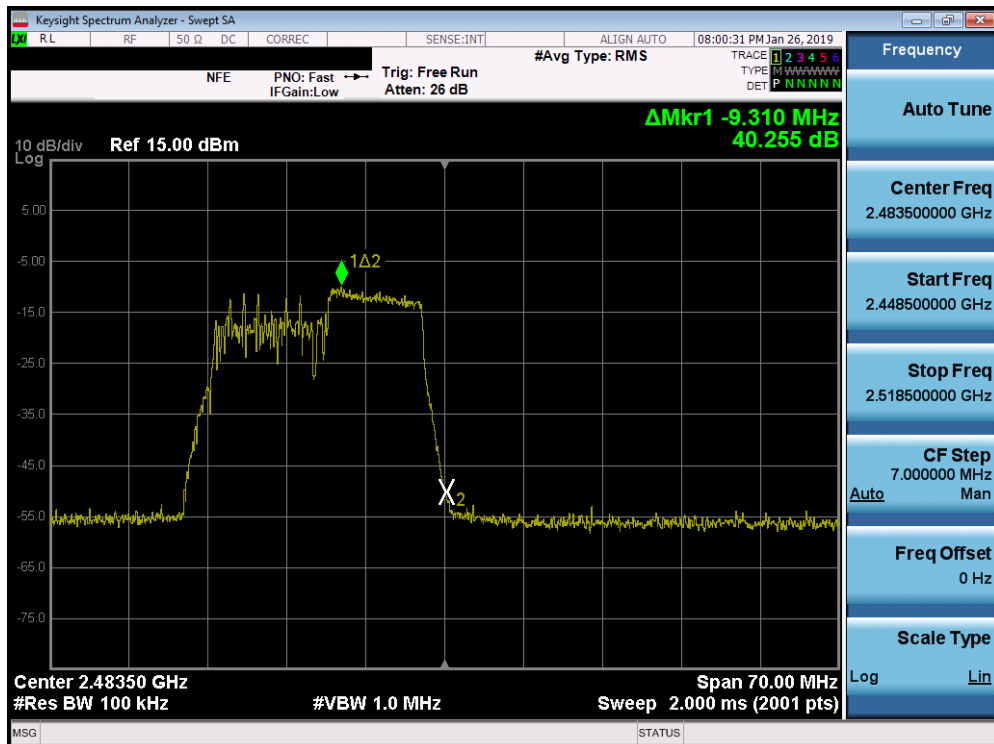 Keysight Spectrum Analyzer - Swept SA
LXI RL RF 50 Ω DC CORREC SENSE:INT ALIGN AUTO 08:00:31 PM Jan 26, 2019
NFE PNO: Fast IFGain:Low
Trig: Free Run
Atten: 26 dB
#Avg Type: RMS
TRACE 1 2 3 4 5 6
TYPE M WWWWW
DET P N N N N N
ΔMkr1 -9.310 MHz
40.255 dB
10 dB/div Ref 15.00 dBm
Log
5.00
-5.00
-15.0
-25.0
-35.0
-45.0
-55.0
-65.0
-75.0
1Δ2
2
Center 2.48350 GHz Span 70.00 MHz
#Res BW 100 kHz #VBW 1.0 MHz Sweep 2.000 ms (2001 pts)
MSG STATUS
Frequency
Auto Tune
Center Freq
2.483500000 GHz
Start Freq
2.448500000 GHz
Stop Freq
2.518500000 GHz
CF Step
7.000000 MHz
Auto Man
Freq Offset
0 Hz
Scale Type
Log Lin